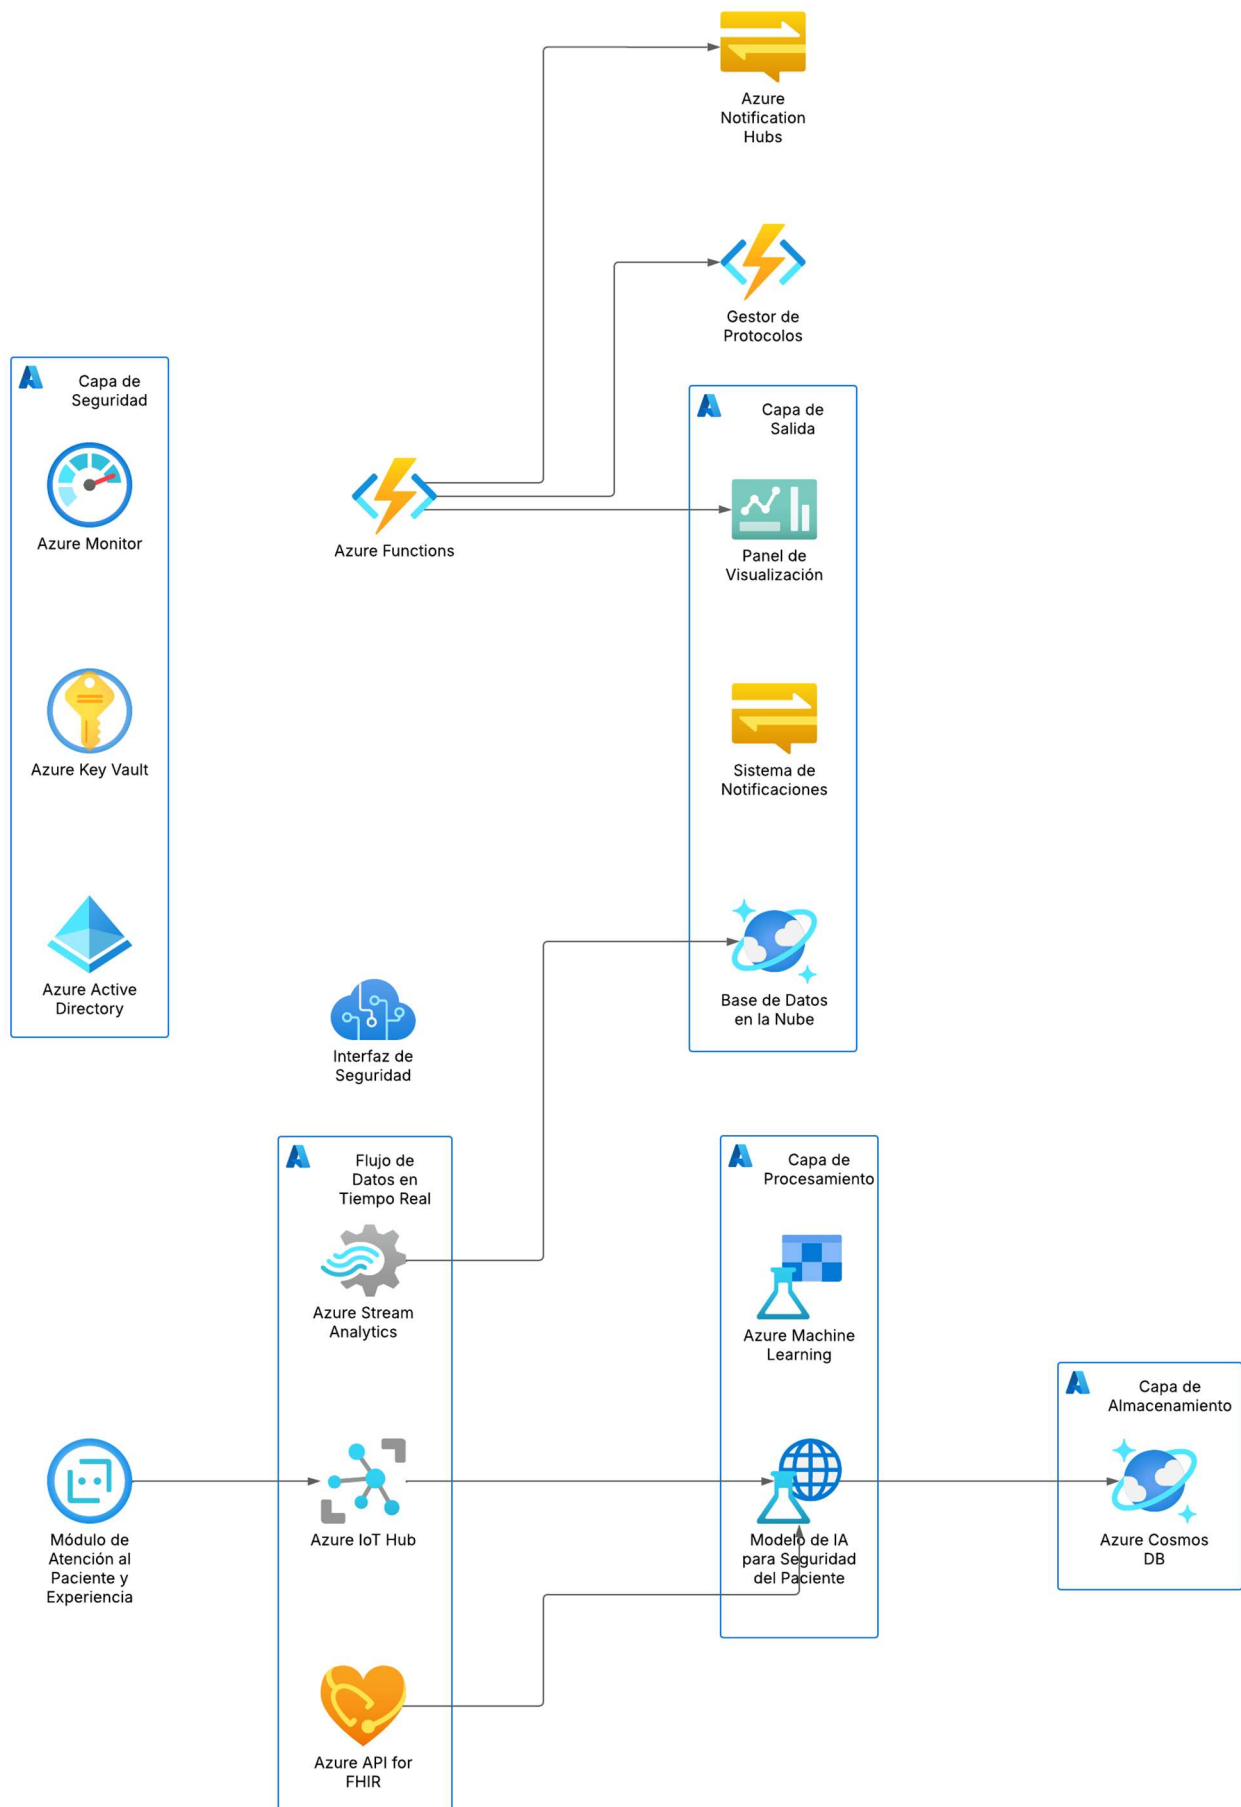 Azure
Notification
Hubs
Gestor de
Protocolos
Capa de
Seguridad
Azure Monitor
Azure Key Vault
Azure Active
Directory
Azure Functions
Capa de
Salida
Panel de
Visualización
Sistema de
Notificaciones
Base de Datos
en la Nube
Interfaz de
Seguridad
Flujo de
Datos en
Tiempo Real
Azure Stream
Analytics
Azure IoT Hub
Azure API for
FHIR
Capa de
Procesamiento
Azure Machine
Learning
Modelo de IA
para Seguridad
del Paciente
Capa de
Almacenamiento
Azure Cosmos
DB
Módulo de
Atención al
Paciente y
Experiencia